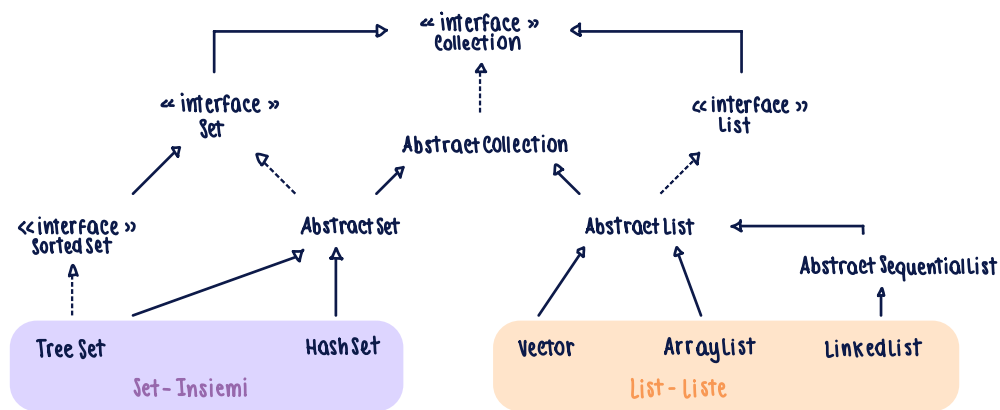 « interface »
Collection
« interface »
Set
« interface »
List
AbstractCollection
« interface »
SortedSet
AbstractSet
AbstractList
AbstractSequentialList
TreeSet
HashSet
Vector
ArrayList
LinkedList
Set - Insiemi
List - Liste